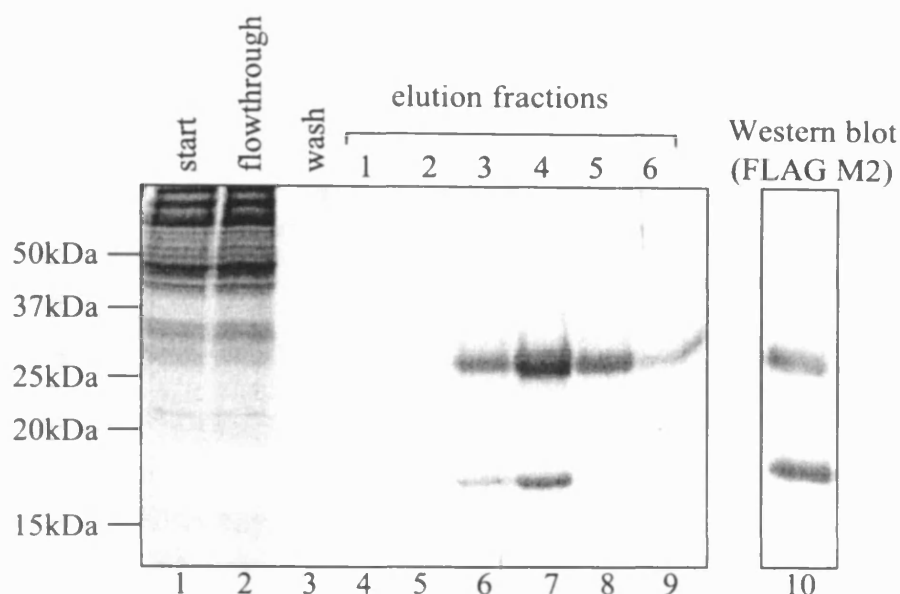 start
flowthrough
wash
elution fractions
1 2 3 4 5 6
Western blot
(FLAG M2)
50kDa
37kDa
25kDa
20kDa
15kDa
1 2 3 4 5 6 7 8 9
10